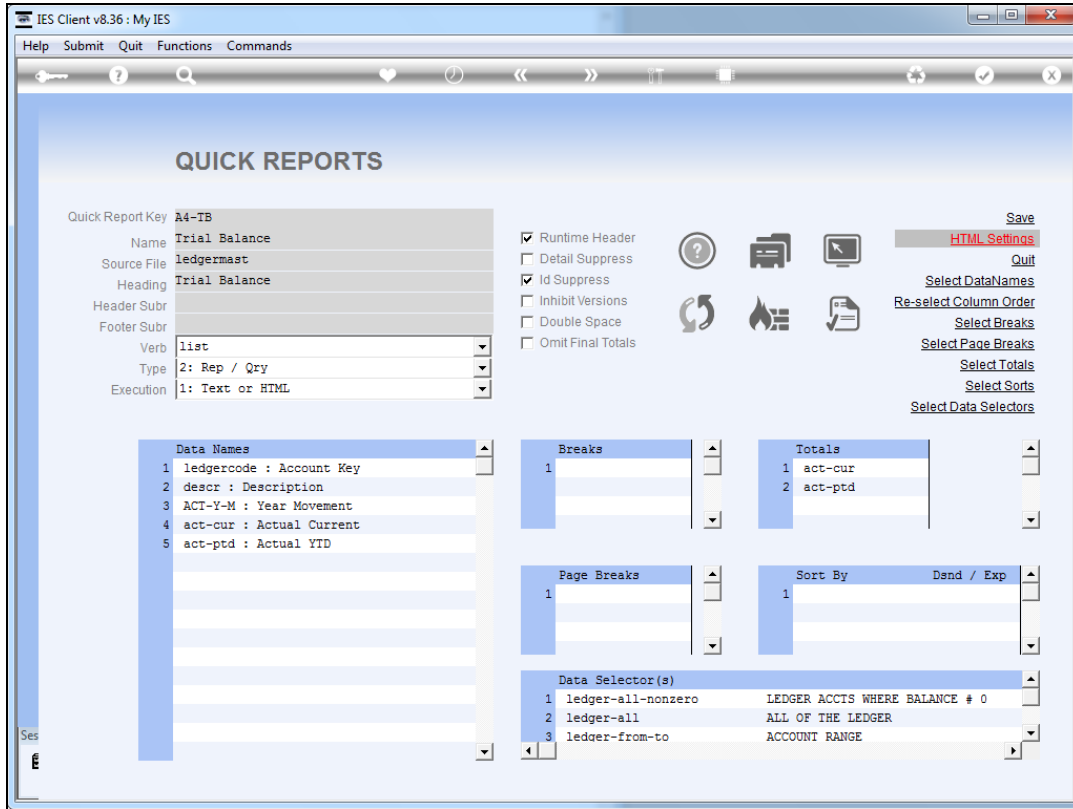 IES Client v8.36 : My IES
Help Submit Quit Functions Commands
QUICK REPORTS
Quick Report Key A4-TB
Name Trial Balance
Source File ledgermast
Heading Trial Balance
Header Subr
Footer Subr
Verb list
Type 2: Rep / Qry
Execution 1: Text or HTML
Runtime Header
Detail Suppress
Id Suppress
Inhibit Versions
Double Space
Omit Final Totals
Save
HTML Settings
Quit
Select DataNames
Re-select Column Order
Select Breaks
Select Page Breaks
Select Totals
Select Sorts
Select Data Selectors
Data Names
1 ledgercode : Account Key
2 descr : Description
3 ACT-Y-M : Year Movement
4 act-cur : Actual Current
5 act-ptd : Actual YTD
Breaks
1
Totals
1 act-cur
2 act-ptd
Page Breaks
1
Sort By Dsnd / Exp
1
Data Selector(s)
1 ledger-all-nonzero LEDGER ACCTS WHERE BALANCE # 0
2 ledger-all ALL OF THE LEDGER
3 ledger-from-to ACCOUNT RANGE
Ses